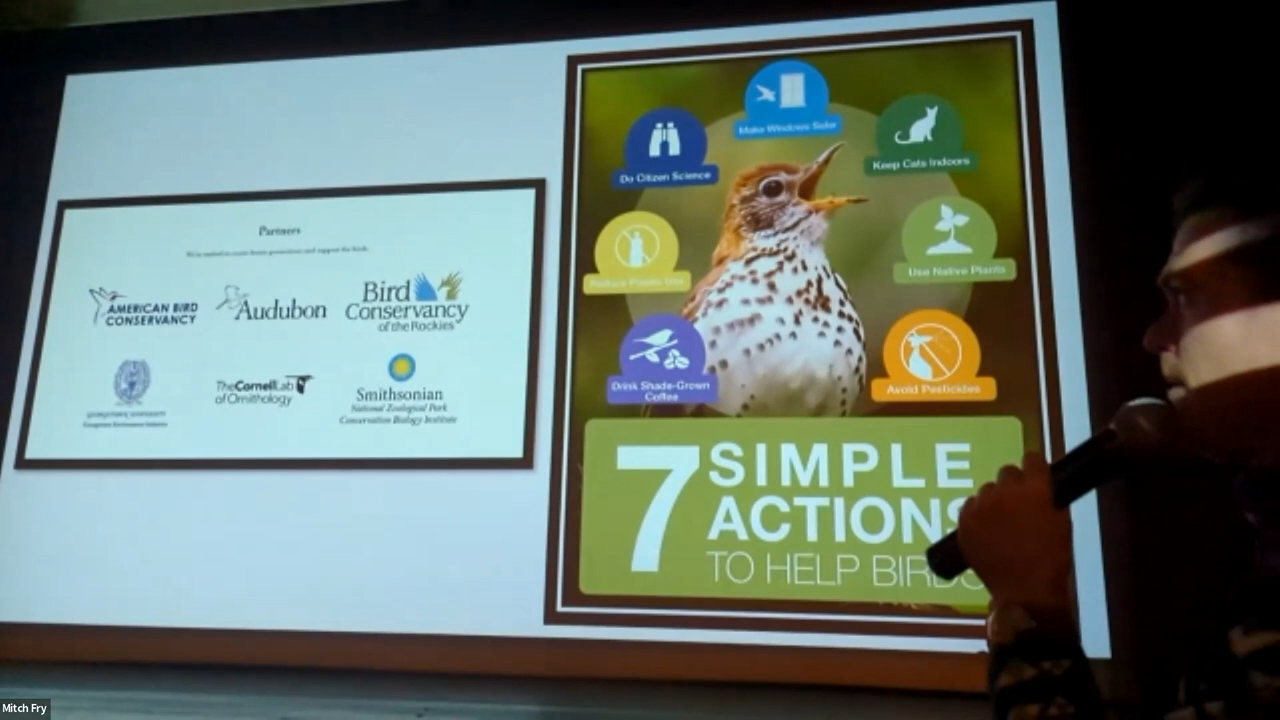 Partners
AMERICAN BIRD
CONSERVANCY
Audubon
Bird
Conservancy
of the Rockies
TheCornellLab
of Ornithology
Smithsonian
National Zoological Park
Conservation Biology Institute
Make Windows Safer
Do Citizen Science
Keep Cats Indoors
Reduce Plastic Use
Use Native Plants
Drink Shade-Grown
Coffee
Avoid Pesticides
7 SIMPLE
ACTIONS
TO HELP BIRDS
Mitch Fry